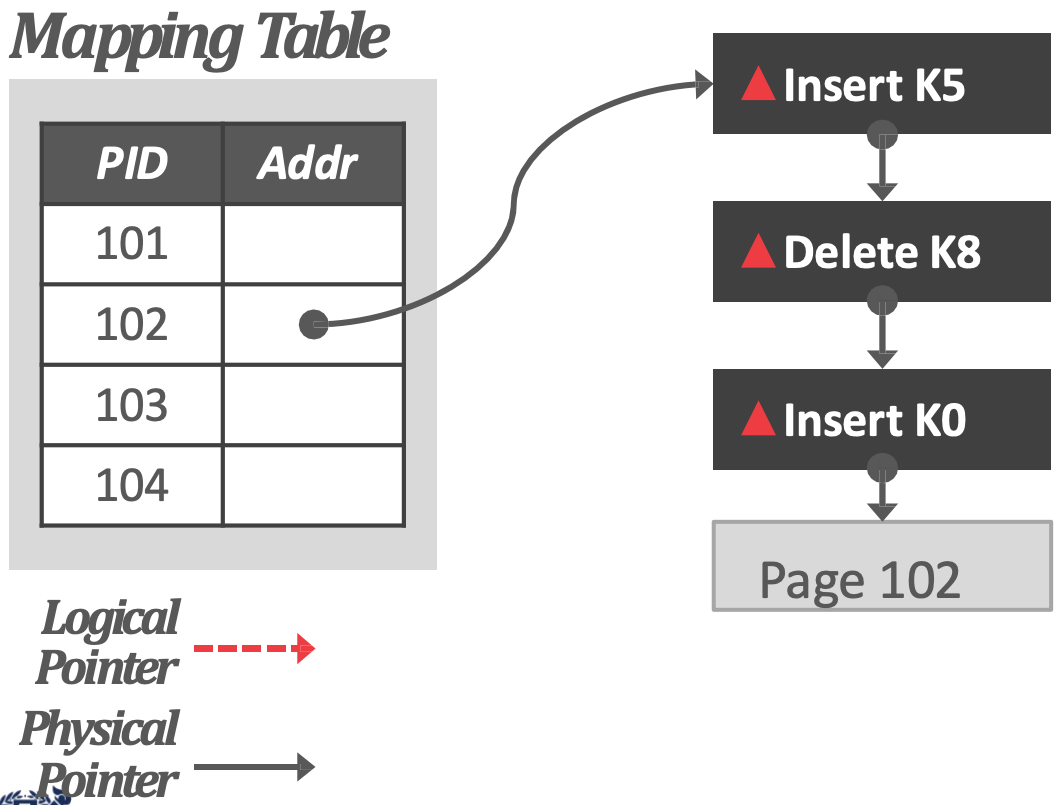 Mapping Table
PID Addr
101
102
103
104
Insert K5
Delete K8
Insert K0
Page 102
Logical
Pointer
Physical
Pointer